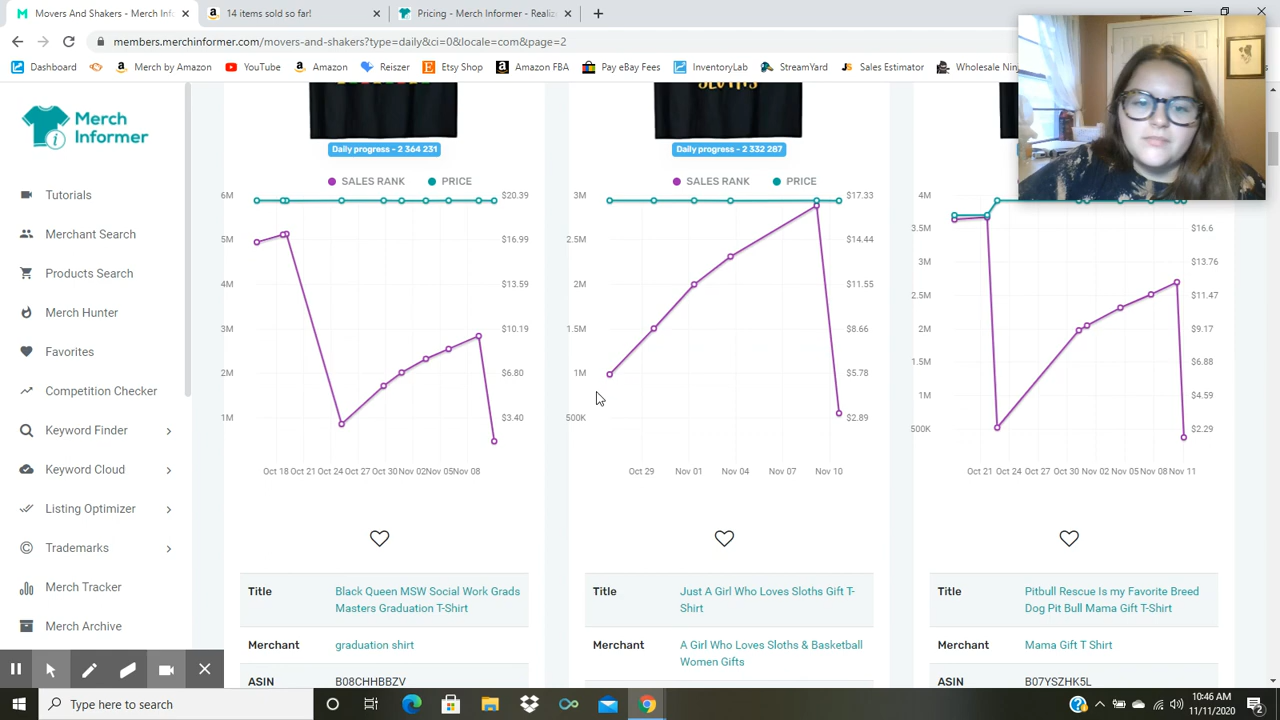 Merch Informer - Merchant Inf
14 items sold so far!
Pricing - Merch Informer - Realiz
members.merchinformer.com/movers-and-shakers?type=daily&ci=0&locale=com&page=2
Dashboard
Merch by Amazon
YouTube
Amazon
Reiszer
Etsy Shop
Amazon FBA
Pay eBay Fees
InventoryLab
StreamYard
Sales Estimator
Wholesale Nin
Merch
Informer
Tutorials
Merchant Search
Products Search
Merch Hunter
Favorites
Competition Checker
Keyword Finder
Keyword Cloud
Listing Optimizer
Trademarks
Merch Tracker
Merch Archive
Daily progress - 2 364 231
SALES RANK PRICE
6M $20.39
5M $16.99
4M $13.59
3M $10.19
2M $6.80
1M $3.40
Oct 18 Oct 21 Oct 24 Oct 27 Oct 30 Nov 02 Nov 05 Nov 08
Title Black Queen MSW Social Work Grads
Masters Graduation T-Shirt
Merchant graduation shirt
ASIN B08CHHBBZV
SLOTHS
Daily progress - 2 332 287
SALES RANK PRICE
3M $17.33
2.5M $14.44
2M $11.55
1.5M $8.66
1M $5.78
500K $2.89
Oct 29 Nov 01 Nov 04 Nov 07 Nov 10
Title Just A Girl Who Loves Sloths Gift T-
Shirt
Merchant A Girl Who Loves Sloths & Basketball
Women Gifts
4M
3.5M $16.6
3M $13.76
2.5M $11.47
2M $9.17
1.5M $6.88
1M $4.59
500K $2.29
Oct 21 Oct 24 Oct 27 Oct 30 Nov 02 Nov 05 Nov 08 Nov 11
Title Pitbull Rescue Is my Favorite Breed
Dog Pit Bull Mama Gift T-Shirt
Merchant Mama Gift T Shirt
ASIN B07YSZHK5L
Type here to search
10:46 AM
11/11/2020
2